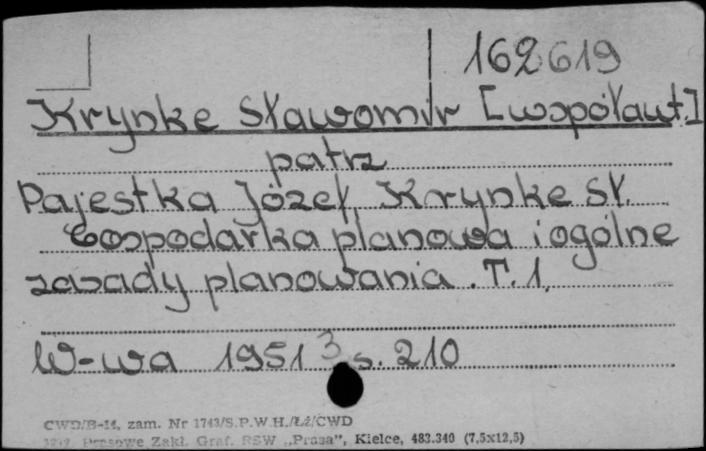 162619
Krynke Sławomir [współaut.]
patrz
Pajestka Józef, Krynke Sł.
Gospodarka planowa i ogólne
zasady planowania. T. 1.
W-wa 1951 3 s. 210
CWD/B-14, zam. Nr 1743/S.P.W.H./Łż/CWD
Prasowe Zakł. Graf. RSW „Prasa”, Kielce, 483.340 (7,5x12,5)